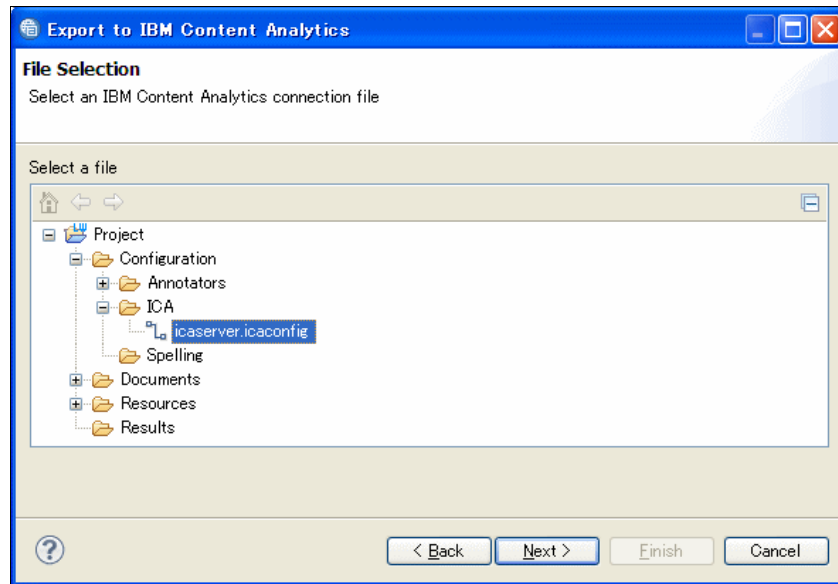 Export to IBM Content Analytics
File Selection
Select an IBM Content Analytics connection file
Select a file
Project
Configuration
Annotators
ICA
icaserver.icaconfig
Spelling
Documents
Resources
Results
< Back Next > Finish Cancel